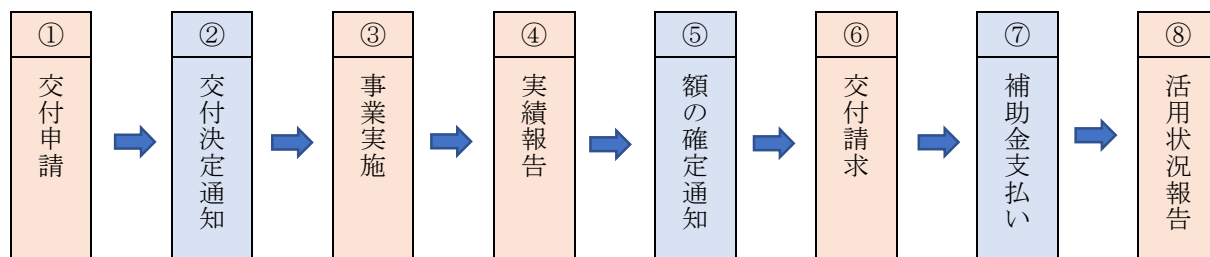 ①
交付申請
②
交付決定通知
③
事業実施
④
実績報告
⑤
額の確定通知
⑥
交付請求
⑦
補助金支払い
⑧
活用状況報告